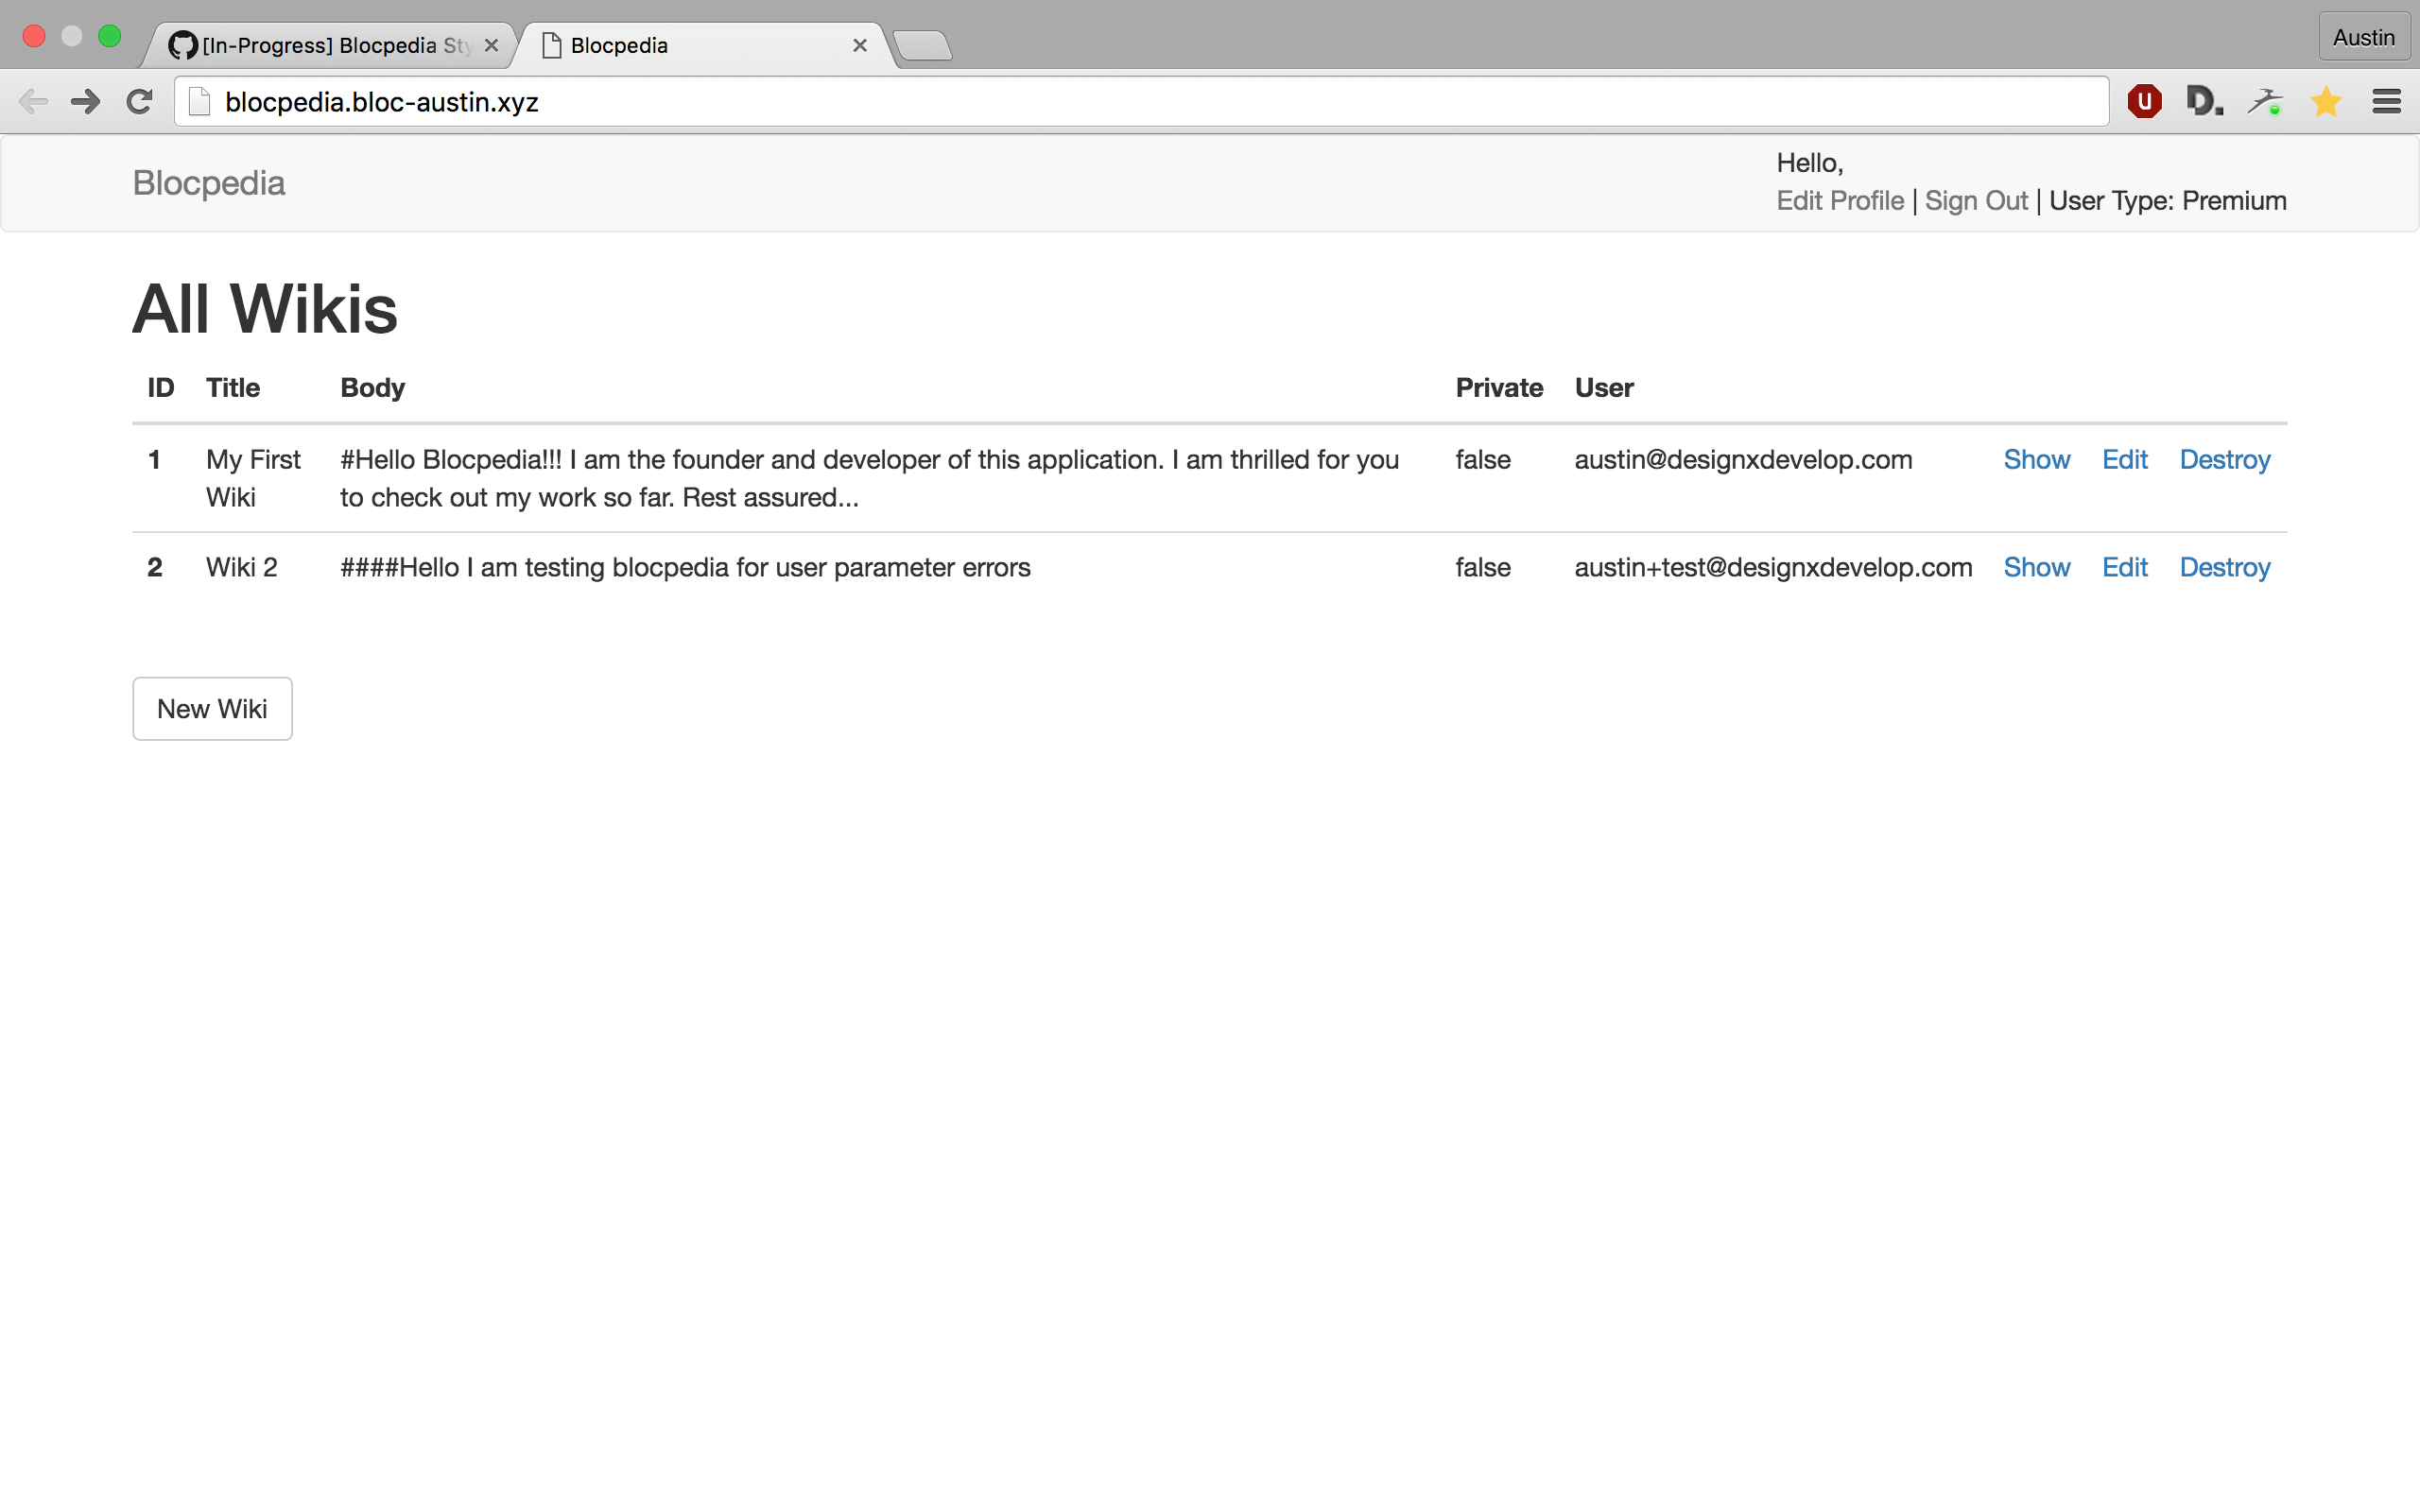 [In-Progress] Blocpedia Sty
Blocpedia
Austin
blocpedia.bloc-austin.xyz
Blocpedia
Hello,
Edit Profile | Sign Out | User Type: Premium
All Wikis
ID Title Body Private User
1 My First #Hello Blocpedia!!! I am the founder and developer of this application. I am thrilled for you false austin@designxdevelop.com Show Edit Destroy
Wiki to check out my work so far. Rest assured...
2 Wiki 2 ####Hello I am testing blocpedia for user parameter errors false austin+test@designxdevelop.com Show Edit Destroy
New Wiki